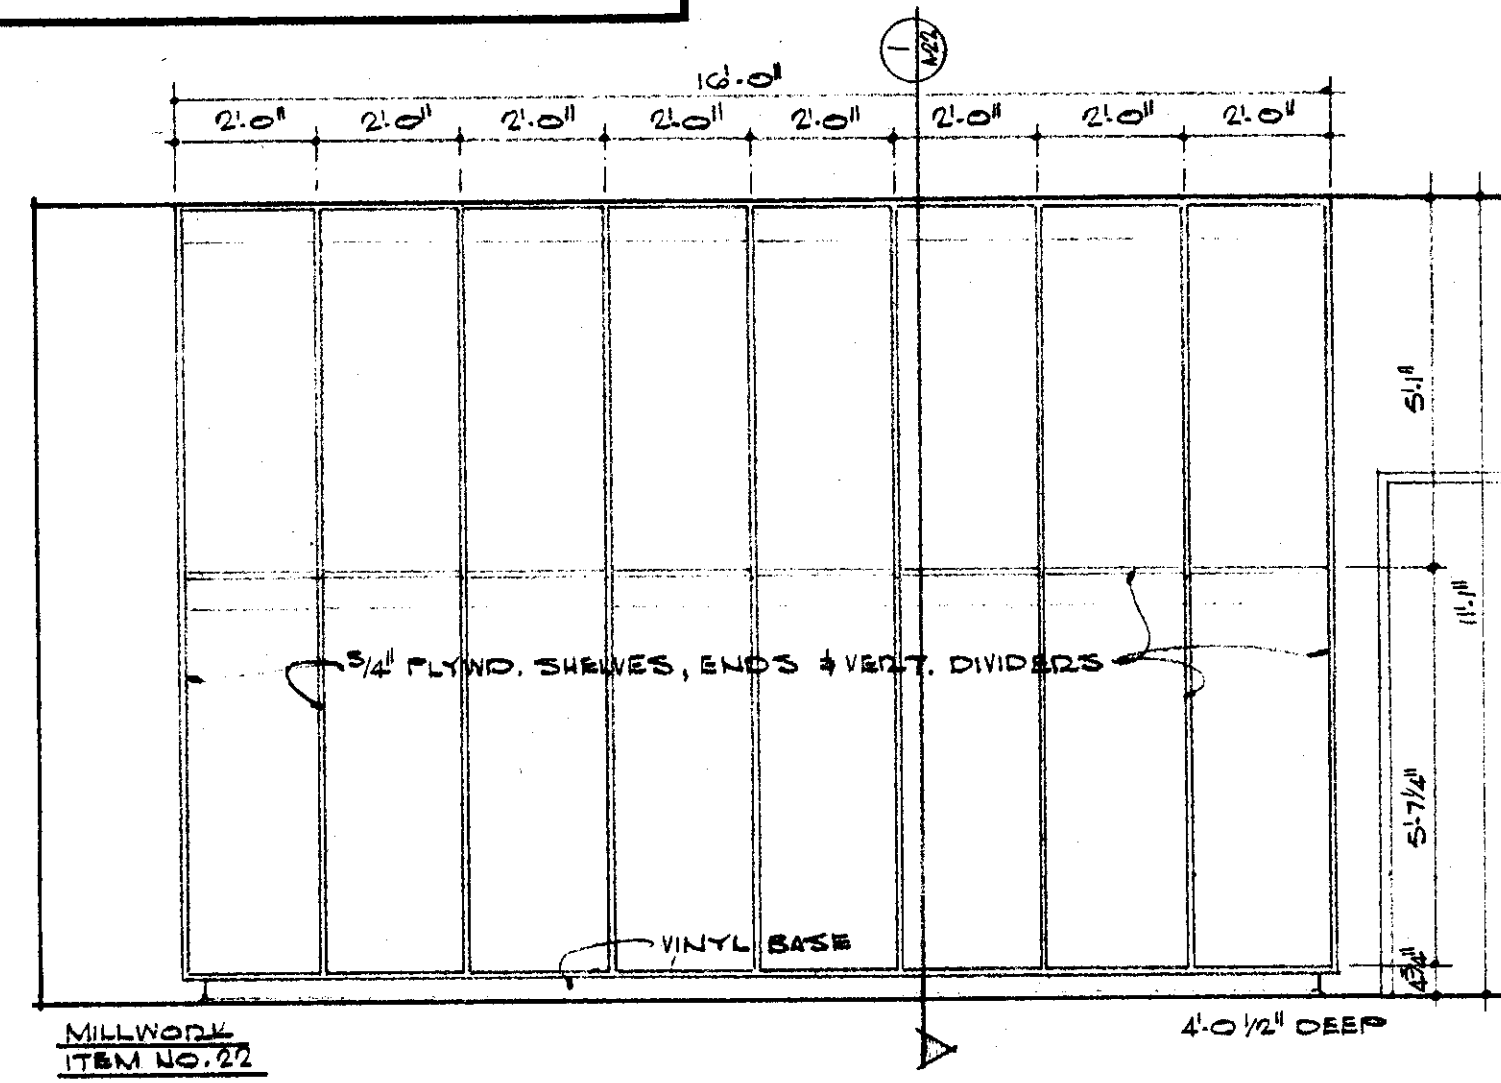 1
A-22
16'-0"
2'-0" 2'-0" 2'-0" 2'-0" 2'-0" 2'-0" 2'-0" 2'-0"
5'-1"
11'-1"
3/4" PLYWD. SHELVES, ENDS & VERT. DIVIDERS
5'-7 1/4"
VINYL BASE
4 3/4"
4'-0 1/2" DEEP
MILLWORK
ITEM NO. 22